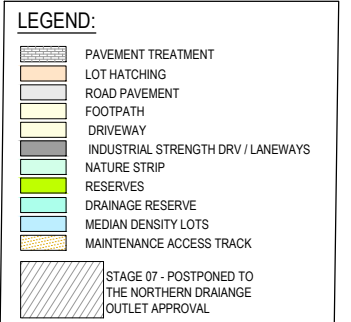 LEGEND:
PAVEMENT TREATMENT
LOT HATCHING
ROAD PAVEMENT
FOOTPATH
DRIVEWAY
INDUSTRIAL STRENGTH DRV / LANEWAYS
NATURE STRIP
RESERVES
DRAINAGE RESERVE
MEDIAN DENSITY LOTS
MAINTENANCE ACCESS TRACK
STAGE 07 - POSTPONED TO
THE NORTHERN DRAIANGE
OUTLET APPROVAL